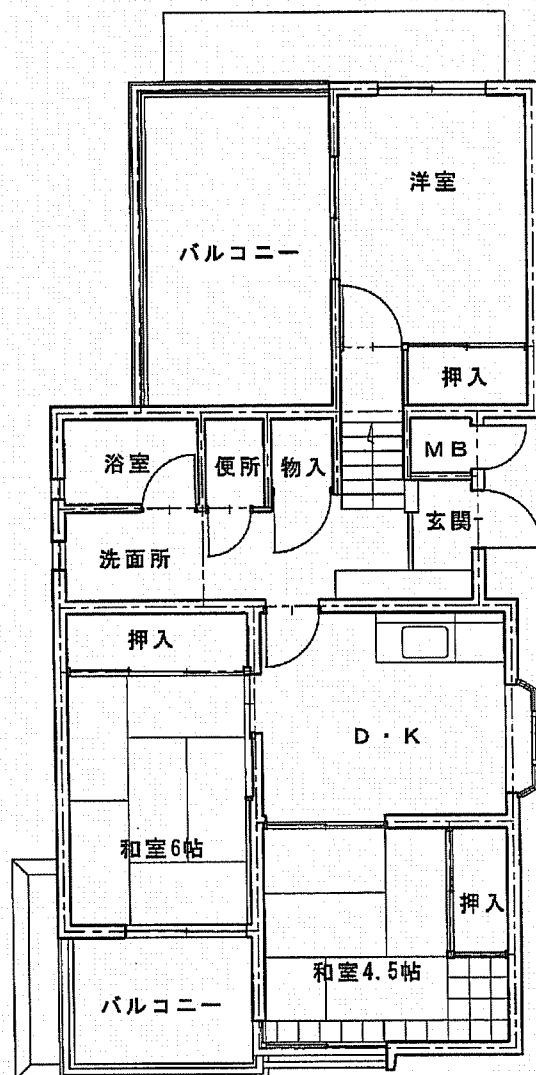 洋室
バルコニー
押入
MB
浴室
便所
物入
玄関
洗面所
押入
D・K
和室6帖
押入
和室4.5帖
バルコニー